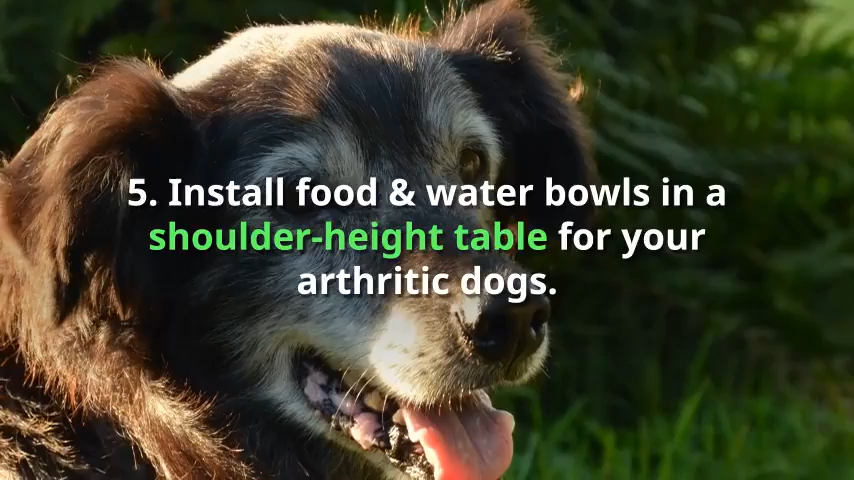 5. Install food & water bowls in a
shoulder-height table for your
arthritic dogs.